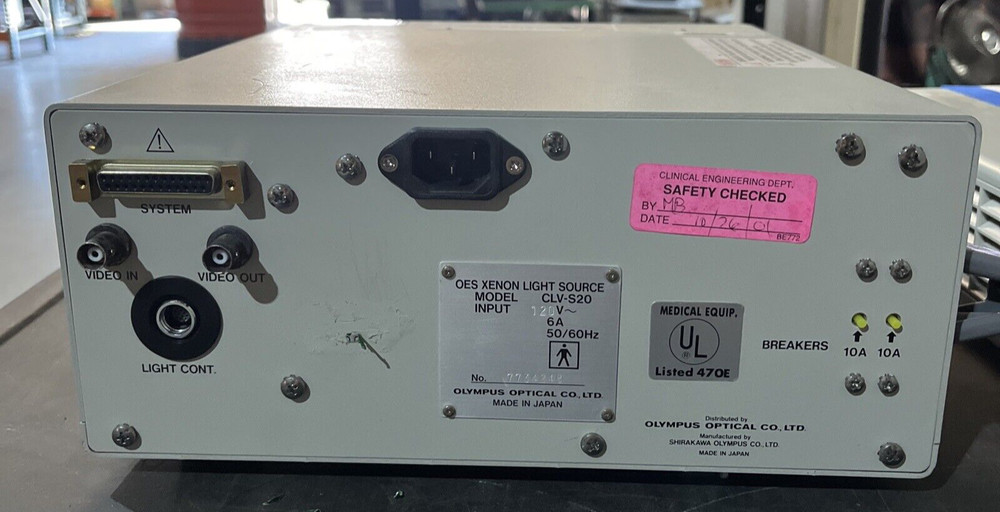 SYSTEM
VIDEO IN
VIDEO OUT
LIGHT CONT.
CLINICAL ENGINEERING DEPT.
SAFETY CHECKED
BY MB
DATE 10/26/01
BE772
OES XENON LIGHT SOURCE
MODEL CLV-S20
INPUT 120V~
6A
50/60Hz
No.
OLYMPUS OPTICAL CO., LTD.
MADE IN JAPAN
MEDICAL EQUIP.
UL
®
Listed 470E
BREAKERS
10A 10A
Distributed by
OLYMPUS OPTICAL CO., LTD.
Manufactured by
SHIRAKAWA OLYMPUS CO., LTD.
MADE IN JAPAN